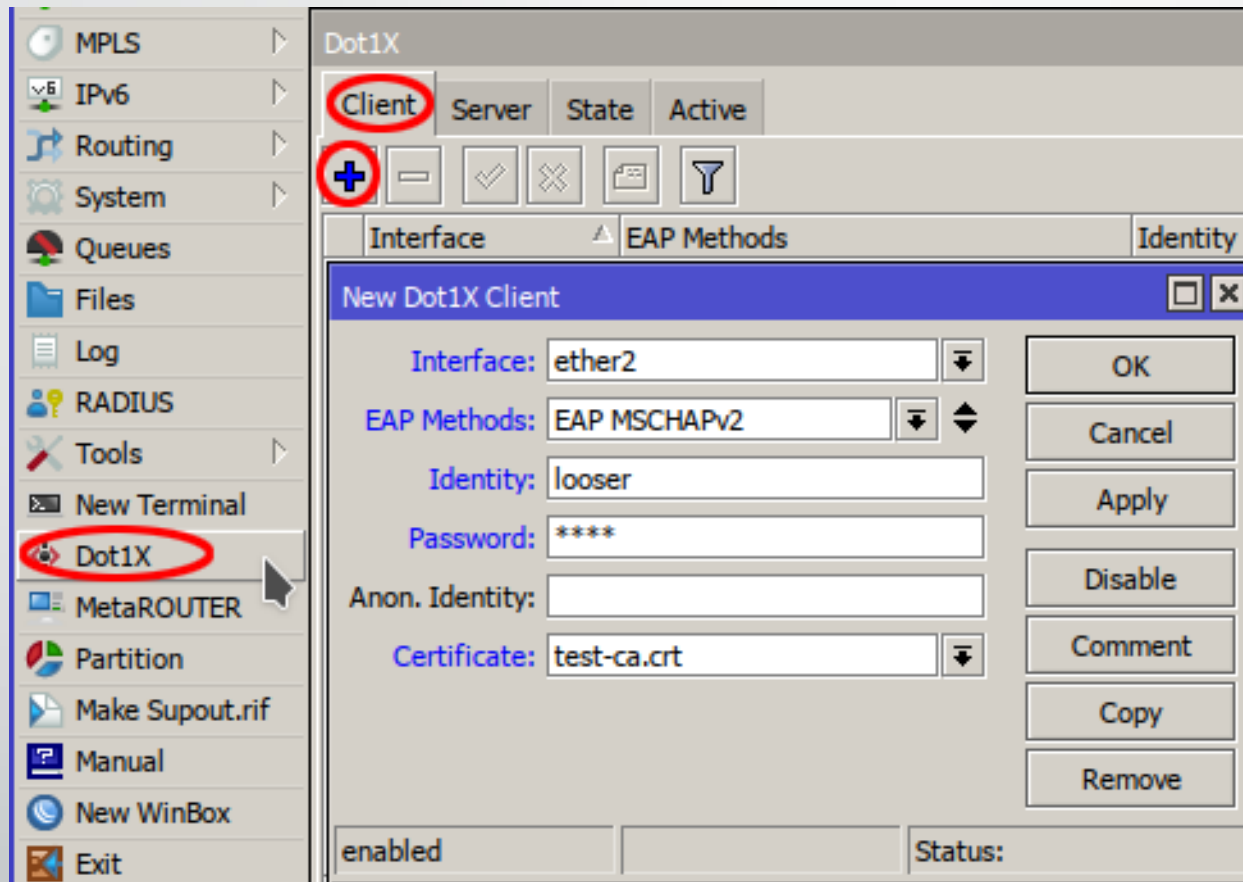 MPLS
IPv6
Routing
System
Queues
Files
Log
RADIUS
Tools
New Terminal
Dot1X
MetaROUTER
Partition
Make Supout.rif
Manual
New WinBox
Exit
Dot1X
Client Server State Active
Interface EAP Methods Identity
New Dot1X Client
Interface: ether2
EAP Methods: EAP MSCHAPv2
Identity: looser
Password: ****
Anon. Identity:
Certificate: test-ca.crt
OK
Cancel
Apply
Disable
Comment
Copy
Remove
enabled Status: